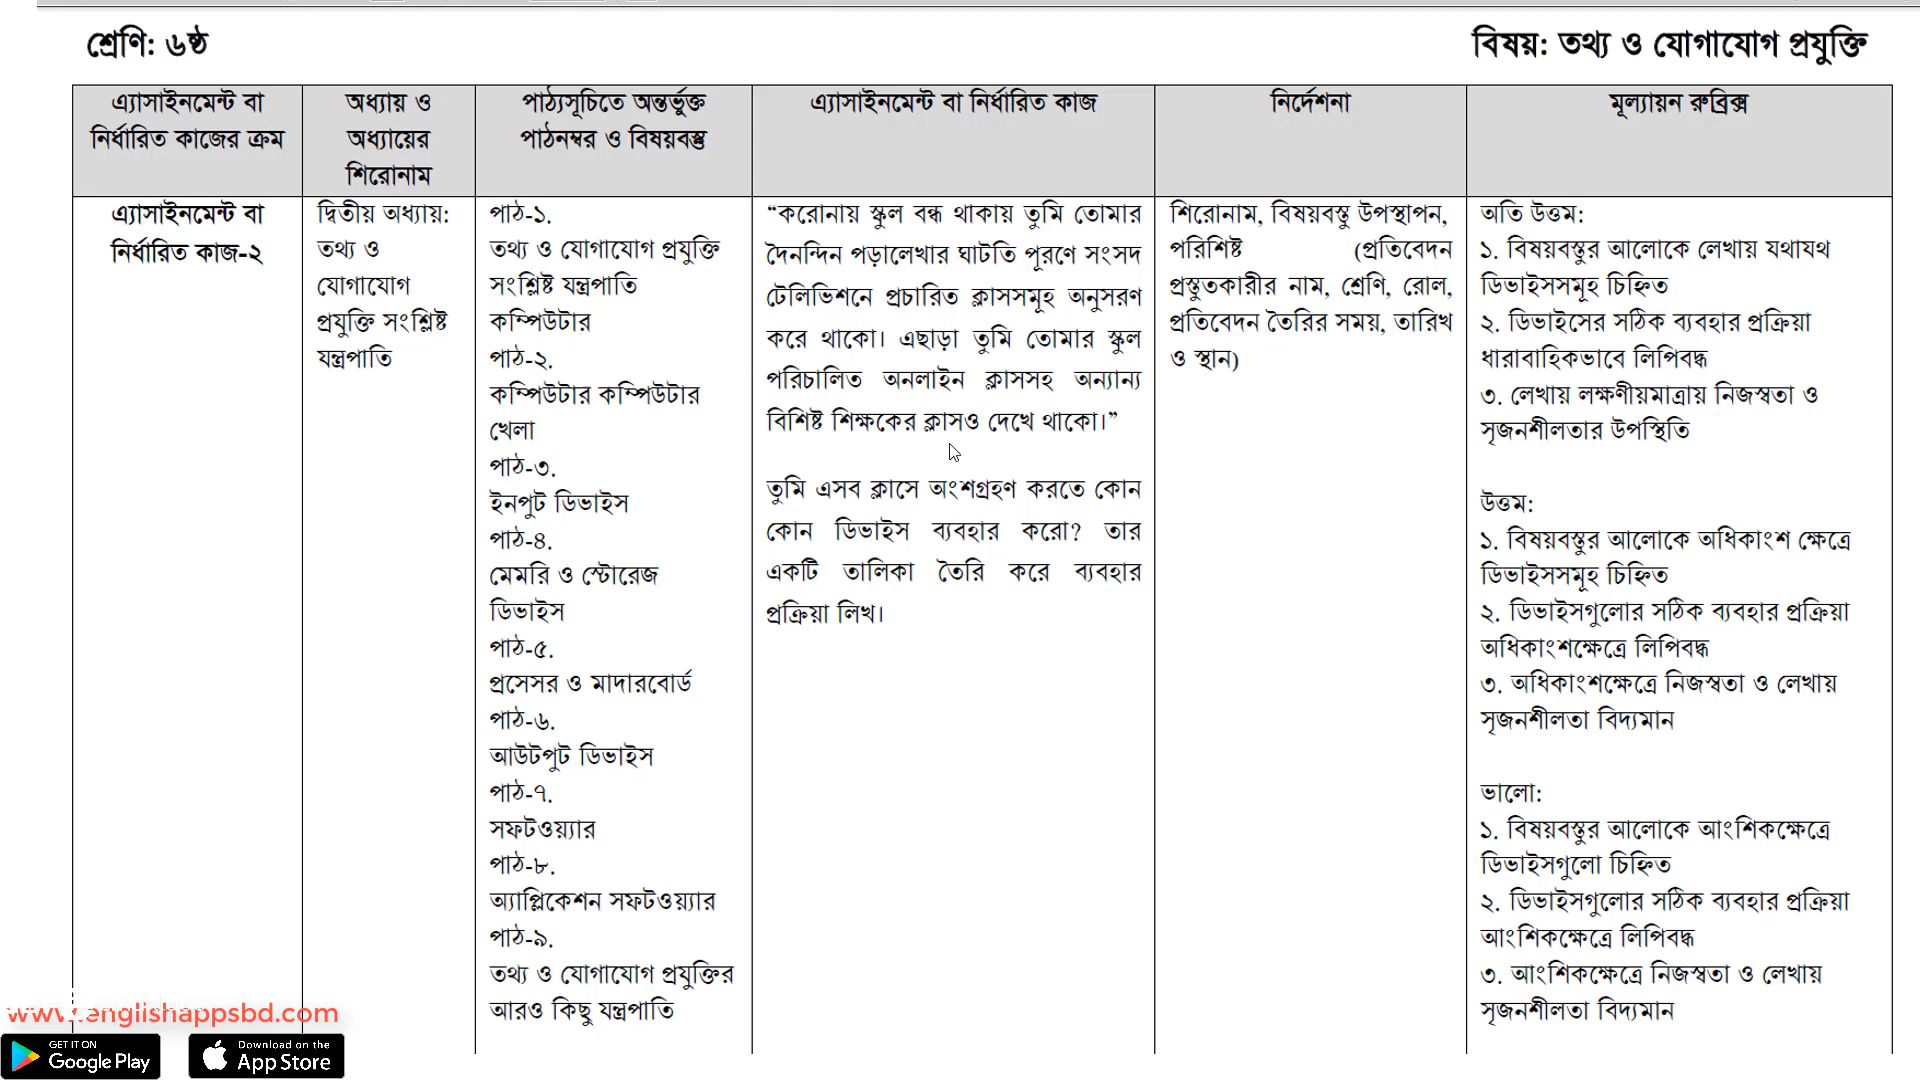 শ্রেণি: ৬ষ্ঠ
বিষয়: তথ্য ও যোগাযোগ প্রযুক্তি
এ্যাসাইনমেন্ট বা
নির্ধারিত কাজের ক্রম
অধ্যায় ও
অধ্যায়ের
শিরোনাম
পাঠ্যসূচিতে অন্তর্ভুক্ত
পাঠনম্বর ও বিষয়বস্তু
এ্যাসাইনমেন্ট বা নির্ধারিত কাজ
নির্দেশনা
মূল্যায়ন রুব্রিক্স
এ্যাসাইনমেন্ট বা
নির্ধারিত কাজ-২
দ্বিতীয় অধ্যায়:
তথ্য ও
যোগাযোগ
প্রযুক্তি সংশ্লিষ্ট
যন্ত্রপাতি
পাঠ-১.
তথ্য ও যোগাযোগ প্রযুক্তি
সংশ্লিষ্ট যন্ত্রপাতি
কম্পিউটার
পাঠ-২.
কম্পিউটার কম্পিউটার
খেলা
পাঠ-৩.
ইনপুট ডিভাইস
পাঠ-৪.
মেমরি ও স্টোরেজ
ডিভাইস
পাঠ-৫.
প্রসেসর ও মাদারবোর্ড
পাঠ-৬.
আউটপুট ডিভাইস
পাঠ-৭.
সফটওয়্যার
পাঠ-৮.
অ্যাপ্লিকেশন সফটওয়্যার
পাঠ-৯.
তথ্য ও যোগাযোগ প্রযুক্তির
আরও কিছু যন্ত্রপাতি
“করোনায় স্কুল বন্ধ থাকায় তুমি তোমার
দৈনন্দিন পড়ালেখার ঘাটতি পূরণে সংসদ
টেলিভিশনে প্রচারিত ক্লাসসমূহ অনুসরণ
করে থাকো। এছাড়া তুমি তোমার স্কুল
পরিচালিত অনলাইন ক্লাসসহ অন্যান্য
বিশিষ্ট শিক্ষকের ক্লাসও দেখে থাকো।”
তুমি এসব ক্লাসে অংশগ্রহণ করতে কোন
কোন ডিভাইস ব্যবহার করো? তার
একটি তালিকা তৈরি করে ব্যবহার
প্রক্রিয়া লিখ।
শিরোনাম, বিষয়বস্তু উপস্থাপন,
পরিশিষ্ট (প্রতিবেদন
প্রস্তুতকারীর নাম, শ্রেণি, রোল,
প্রতিবেদন তৈরির সময়, তারিখ
ও স্থান)
অতি উত্তম:
১. বিষয়বস্তুর আলোকে লেখায় যথাযথ
ডিভাইসসমূহ চিহ্নিত
২. ডিভাইসের সঠিক ব্যবহার প্রক্রিয়া
ধারাবাহিকভাবে লিপিবদ্ধ
৩. লেখায় লক্ষণীয়মাত্রায় নিজস্বতা ও
সৃজনশীলতার উপস্থিতি
উত্তম:
১. বিষয়বস্তুর আলোকে অধিকাংশ ক্ষেত্রে
ডিভাইসসমূহ চিহ্নিত
২. ডিভাইসগুলোর সঠিক ব্যবহার প্রক্রিয়া
অধিকাংশক্ষেত্রে লিপিবদ্ধ
৩. অধিকাংশক্ষেত্রে নিজস্বতা ও লেখায়
সৃজনশীলতা বিদ্যমান
ভালো:
১. বিষয়বস্তুর আলোকে আংশিকক্ষেত্রে
ডিভাইসগুলো চিহ্নিত
২. ডিভাইসগুলোর সঠিক ব্যবহার প্রক্রিয়া
আংশিকক্ষেত্রে লিপিবদ্ধ
৩. আংশিকক্ষেত্রে নিজস্বতা ও লেখায়
সৃজনশীলতা বিদ্যমান
www.englishappsbd.com
GET IT ON
Google Play
Download on the
App Store